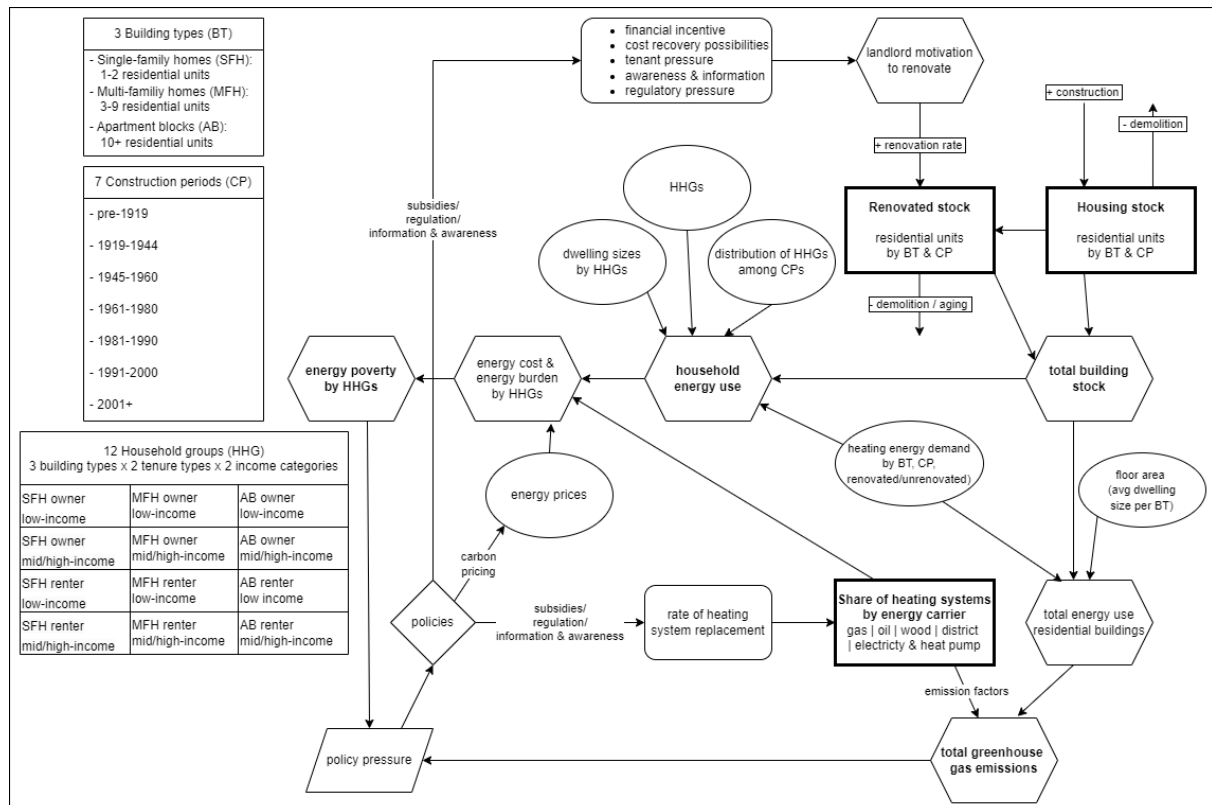 3 Building types (BT)
- Single-family homes (SFH):
1-2 residential units
- Multi-familiy homes (MFH):
3-9 residential units
- Apartment blocks (AB):
10+ residential units
7 Construction periods (CP)
- pre-1919
- 1919-1944
- 1945-1960
- 1961-1980
- 1981-1990
- 1991-2000
- 2001+
12 Household groups (HHG)
3 building types x 2 tenure types x 2 income categories
SFH owner
low-income
MFH owner
low-income
AB owner
low-income
SFH owner
mid/high-income
MFH owner
mid/high-income
AB owner
mid/high-income
SFH renter
low-income
MFH renter
low-income
AB renter
low income
SFH renter
mid/high-income
MFH renter
mid/high-income
AB renter
mid/high-income
• financial incentive
• cost recovery possibilities
• tenant pressure
• awareness & information
• regulatory pressure
landlord motivation
to renovate
+ construction
- demolition
+ renovation rate
Renovated stock
residential units
by BT & CP
Housing stock
residential units
by BT & CP
- demolition / aging
subsidies/
regulation/
information & awareness
HHGs
dwelling sizes
by HHGs
distribution of HHGs
among CPs
energy poverty
by HHGs
energy cost &
energy burden
by HHGs
household
energy use
total building
stock
heating energy demand
by BT, CP,
renovated/unrenovated)
floor area
(avg dwelling
size per BT)
energy prices
carbon
pricing
policies
subsidies/
regulation/
information & awareness
rate of heating
system replacement
Share of heating systems
by energy carrier
gas | oil | wood | district
| electricty & heat pump
total energy use
residential buildings
emission factors
policy pressure
total greenhouse
gas emissions